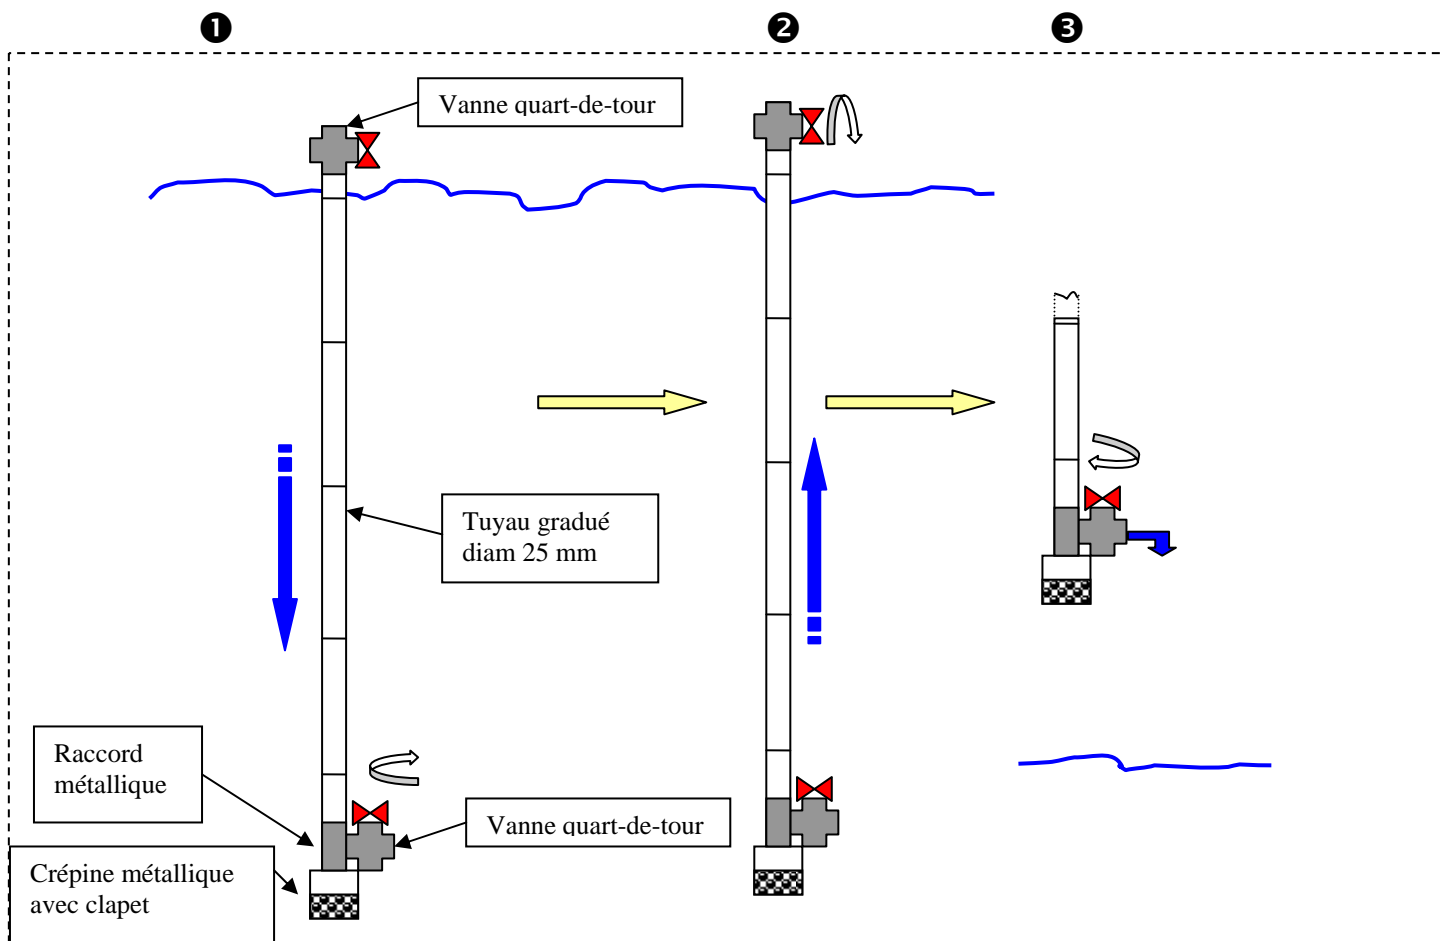 ❶ ❷ ❸
Vanne quart-de-tour
Tuyau gradué
diam 25 mm
Raccord
métallique
Vanne quart-de-tour
Crépine métallique
avec clapet